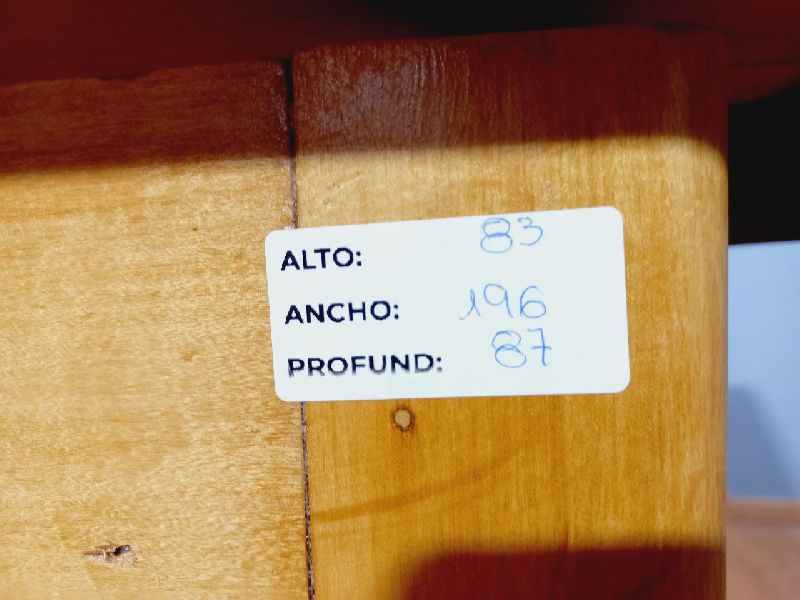 ALTO: 83
ANCHO: 196
PROFUND: 87